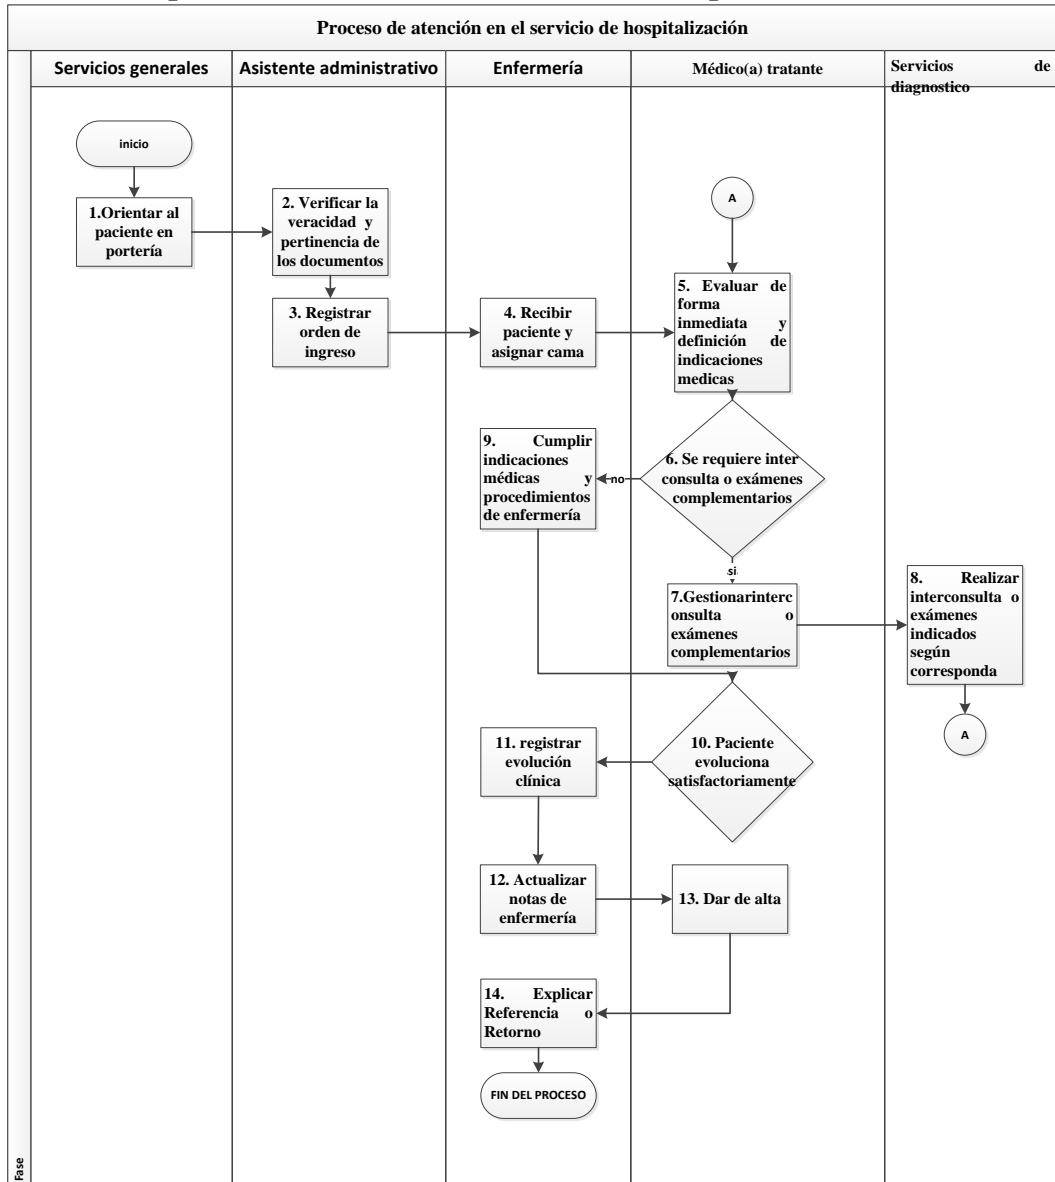 Proceso de atención en el servicio de hospitalización
Servicios generales
Asistente administrativo
Enfermería
Médico(a) tratante
Servicios de
diagnostico
inicio
1.Orientar al
paciente en
portería
2. Verificar la
veracidad y
pertinencia de
los documentos
3. Registrar
orden de
ingreso
4. Recibir
paciente y
asignar cama
A
5. Evaluar de
forma
inmediata y
definición de
indicaciones
medicas
6. Se requiere inter
consulta o exámenes
complementarios
no
si
9. Cumplir
indicaciones
médicas y
procedimientos
de enfermería
7.Gestionarinterc
onsulta o
exámenes
complementarios
8. Realizar
interconsulta o
exámenes
indicados
según
corresponda
A
10. Paciente
evoluciona
satisfactoriamente
11. registrar
evolución
clínica
12. Actualizar
notas de
enfermería
13. Dar de alta
14. Explicar
Referencia o
Retorno
FIN DEL PROCESO
Fase